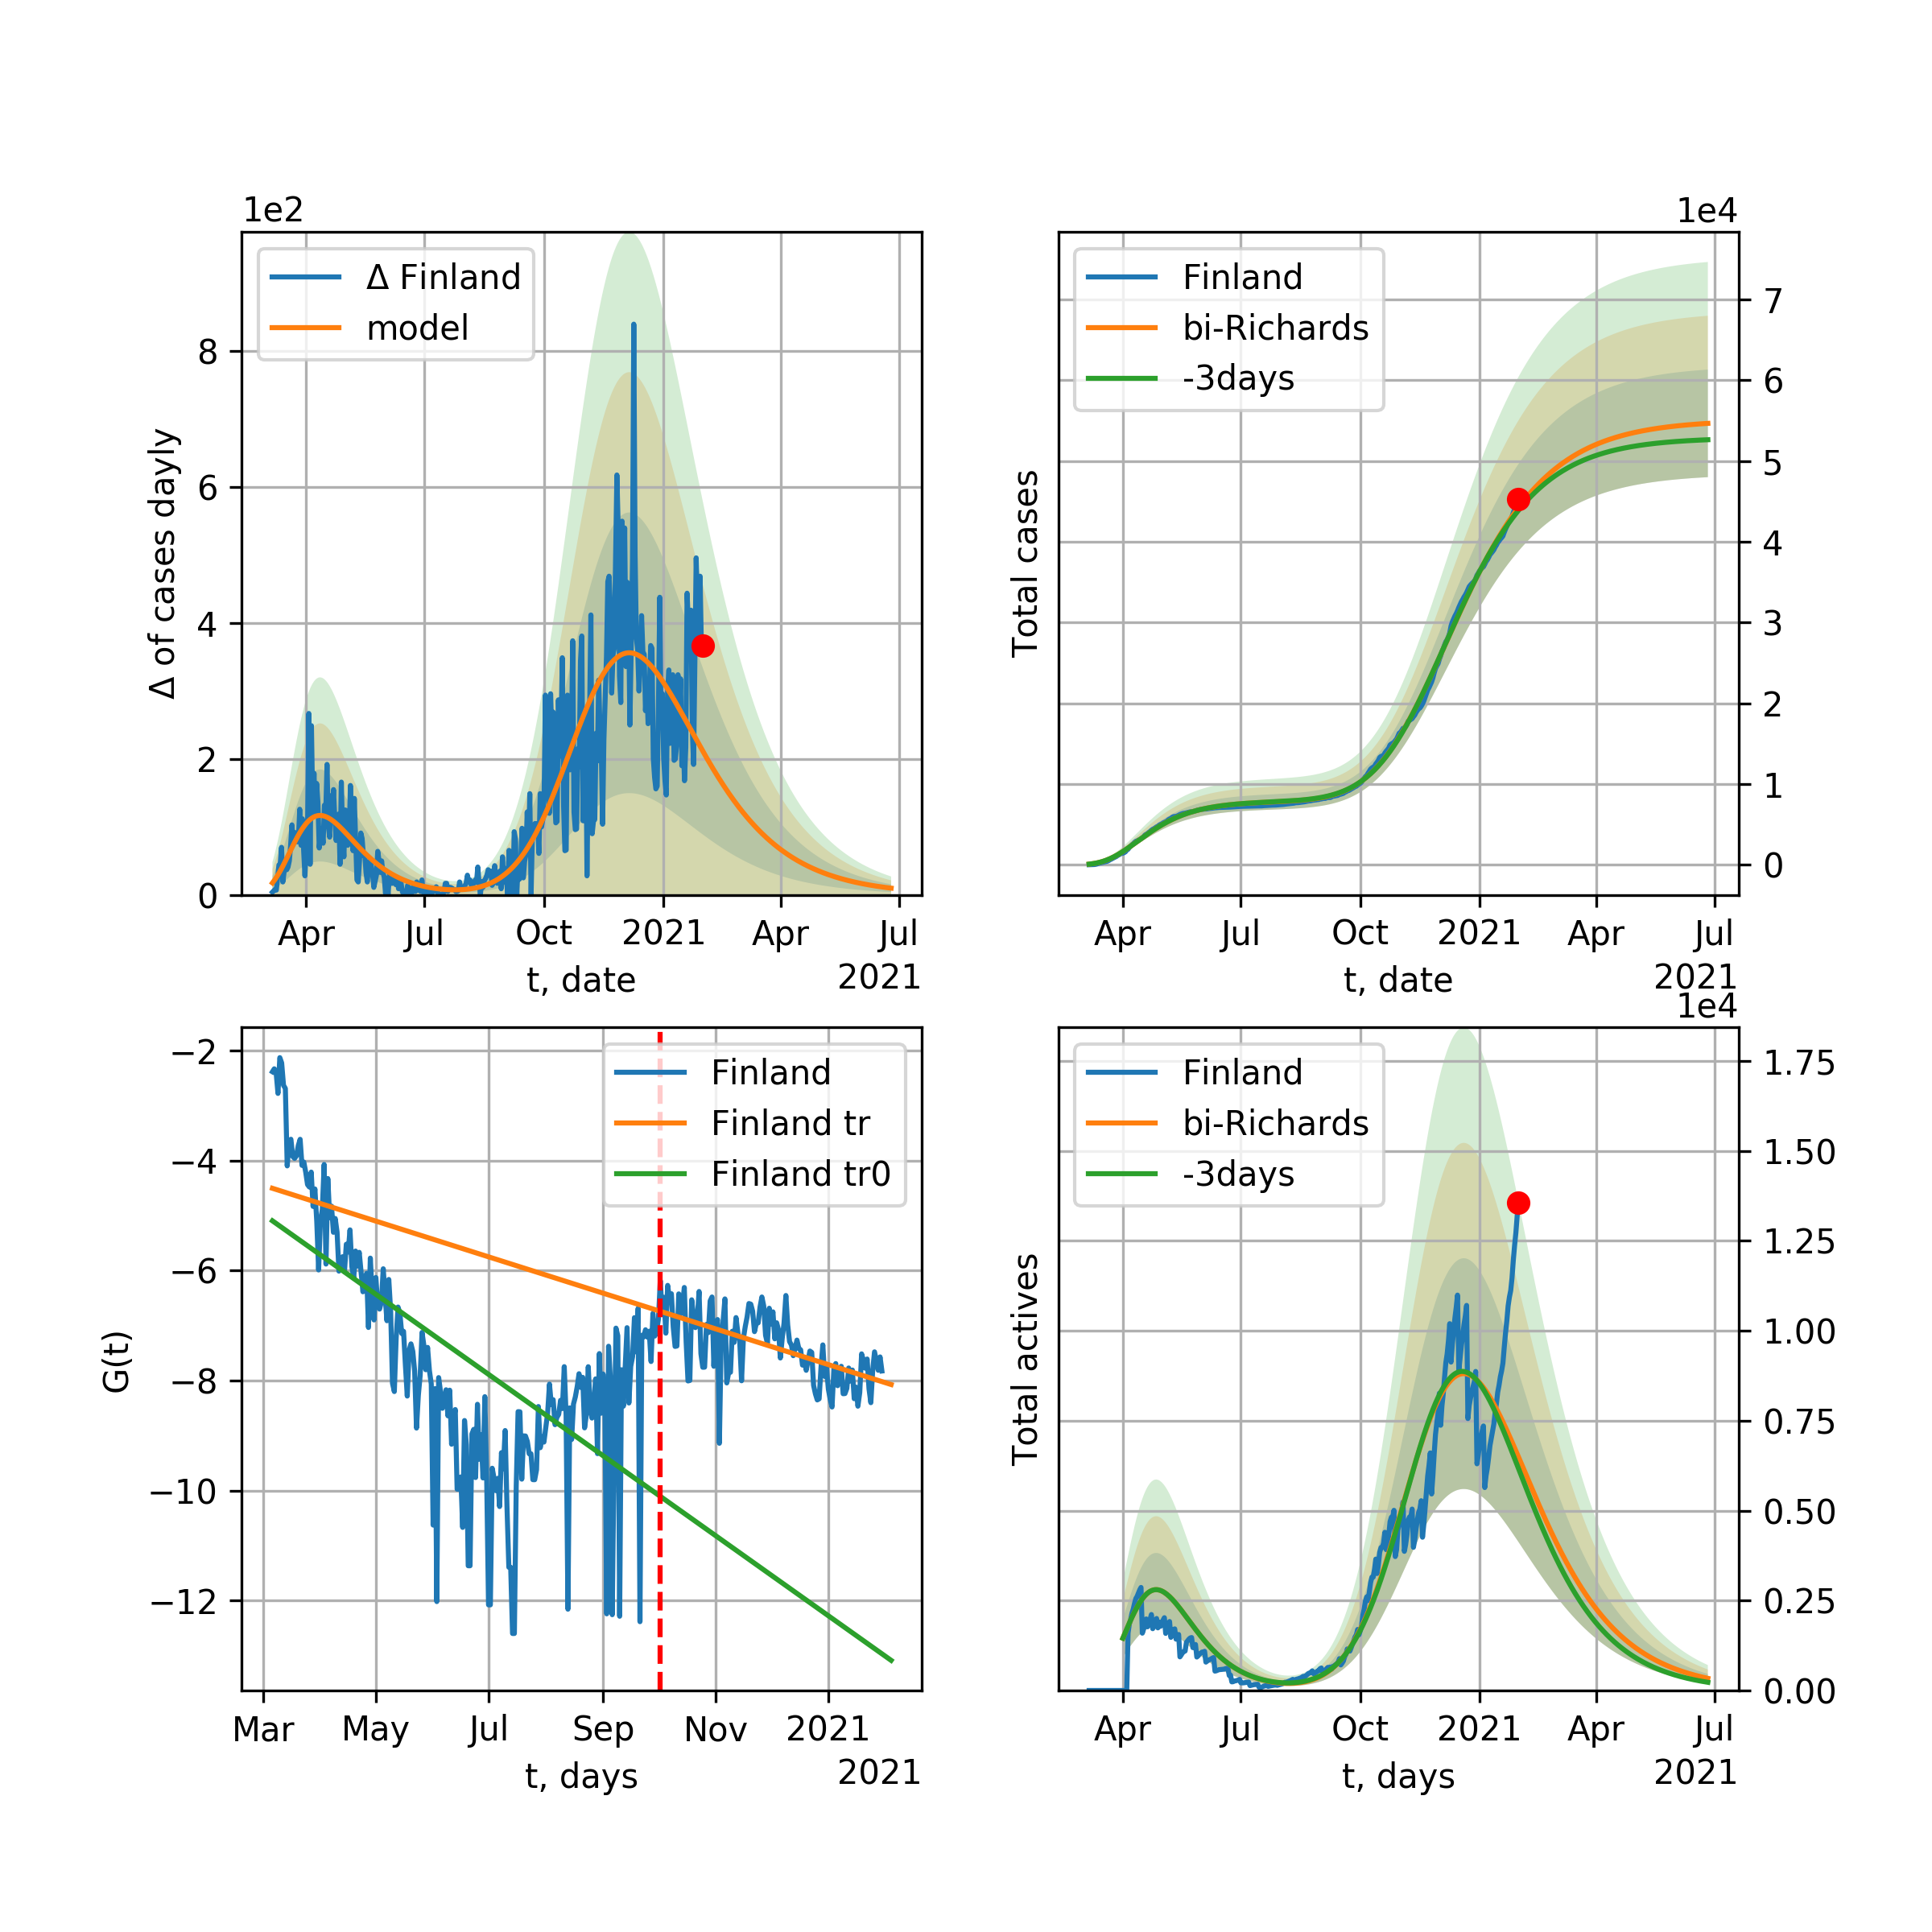 1e2
Δ Finland
model
8
6
4
2
0
Δ of cases dayly
Apr Jul Oct 2021 Apr Jul
t, date
2021
1e4
Finland
bi-Richards
-3days
7
6
5
4
3
2
1
0
Total cases
Apr Jul Oct 2021 Apr Jul
t, date
2021
Finland
Finland tr
Finland tr0
−2
−4
−6
−8
−10
−12
G(t)
Mar May Jul Sep Nov 2021
t, days
2021
1e4
Finland
bi-Richards
-3days
1.75
1.50
1.25
1.00
0.75
0.50
0.25
0.00
Total actives
Apr Jul Oct 2021 Apr Jul
t, days
2021